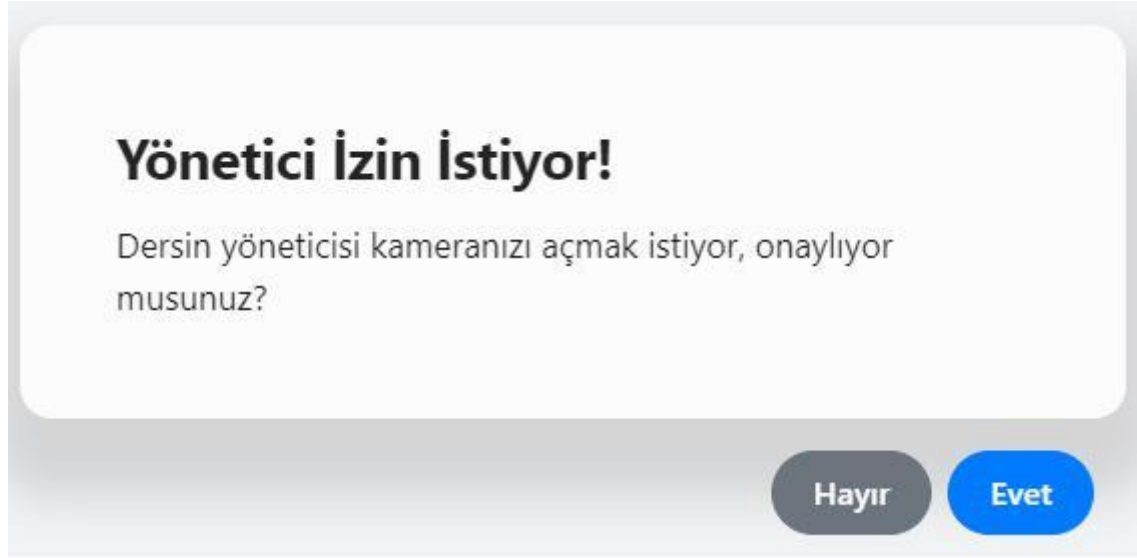 Yönetici İzin İstiyor!
Dersin yöneticisi kameranızı açmak istiyor, onaylıyor
musunuz?
Hayır Evet